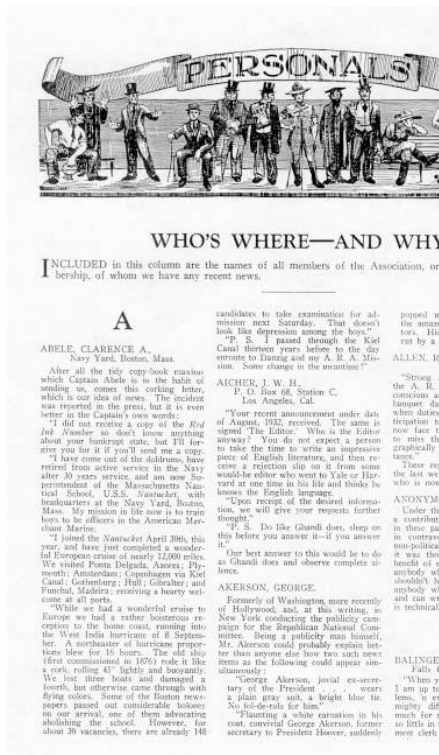 PERSONALS
WHO'S WHERE—AND WHY
INCLUDED in this column are the names of all members of the Association, or
bership, of whom we have any recent news.
A
ABELE, CLARENCE A.,
Navy Yard, Boston, Mass.
After all the tidy copy-book maxims
which Captain Abele is in the habit of
sending us, comes this corking letter,
which is our idea of news. The incident
was reported in the press, but it is even
better in the Captain's own words:
"I did not receive a copy of the Red
Ink Number so don't know anything
about your bankrupt state, but I'll for-
give you for it if you'll send me a copy.
"I have come out of the doldrums, have
retired from active service in the Navy
after 30 years service, and am now Su-
perintendent of the Massachusetts Nau-
tical School, U.S.S. Nantucket, with
headquarters at the Navy Yard, Boston,
Mass. My mission in life now is to train
boys to be officers in the American Mer-
chant Marine.
"I joined the Nantucket April 30th, this
year, and have just completed a wonder-
ful European cruise of nearly 12,000 miles.
We visited Ponta Delgada, Azores; Ply-
mouth; Amsterdam; Copenhagen via Kiel
Canal; Gothenburg; Hull; Gibralter; and
Funchal, Madeira; receiving a hearty wel-
come at all ports.
"While we had a wonderful cruise to
Europe we had a rather boisterous re-
ception to the home coast, running into
the West India hurricane of 8 Septem-
ber. A northeaster of hurricane propor-
tions blew for 16 hours. The old ship
(first commissioned in 1876) rode it like
a cork, rolling 45° lightly and buoyantly.
We lost three boats and damaged a
fourth, but otherwise came through with
flying colors. Some of the Boston news-
papers passed out considerable boloney
on our arrival, one of them advocating
abolishing the school. However, for
about 30 vacancies, there are already 148
candidates to take examination for ad-
mission next Saturday. That doesn't
look like depression among the boys."
"P. S. I passed through the Kiel
Canal thirteen years before to the day
enroute to Danzig and my A. R. A. Mis-
sion. Some change in the meantime!"
AICHER, J. W. H.,
P. O. Box 68, Station C,
Los Angeles, Cal.
"Your recent announcement under date
of August, 1932, received. The same is
signed 'The Editor.' Who is the Editor
anyway? You do not expect a person
to take the time to write an impressive
piece of English literature, and then re-
ceive a rejection slip on it from some
would-be editor who went to Yale or Har-
vard at one time in his life and thinks he
knows the English language.
"Upon receipt of the desired informa-
tion, we will give your requests further
thought."
"P. S. Do like Ghandi does, sleep on
this before you answer it—if you answer
it."
Our best answer to this would be to do
as Ghandi does and observe complete si-
lence.
AKERSON, GEORGE.
Formerly of Washington, more recently
of Hollywood, and, at this writing, in
New York conducting the publicity cam-
paign for the Republican National Com-
mittee. Being a publicity man himself,
Mr. Akerson could probably explain bet-
ter than anyone else how two such news
items as the following could appear sim-
ultaneously:
"George Akerson, jovial ex-secre-
tary of the President . . . wears
a plain gray suit, a bright blue tie.
No fol-de-rols for him."
"Flaunting a white carnation in his
coat, convivial George Akerson, former
secretary to President Hoover, suddenly
popped
the amaz
tors. Hi
cut by a
ALLEN, R
"Strong
the A. R.
conscious a
banquet da
when duties
ticipation t
now face t
to miss th
graphically
tance."
These re
the last we
who is now
ANONYM
Under th
a contribut
in these pa
in contrav
non-politica
it was thro
benefit of e
anybody wh
shouldn't h
anybody wh
and can wr
is technical
BALINGE
Falls
"When y
I am up to
lems, is ev
mighty dif
much for t
so little in
ment clerk,